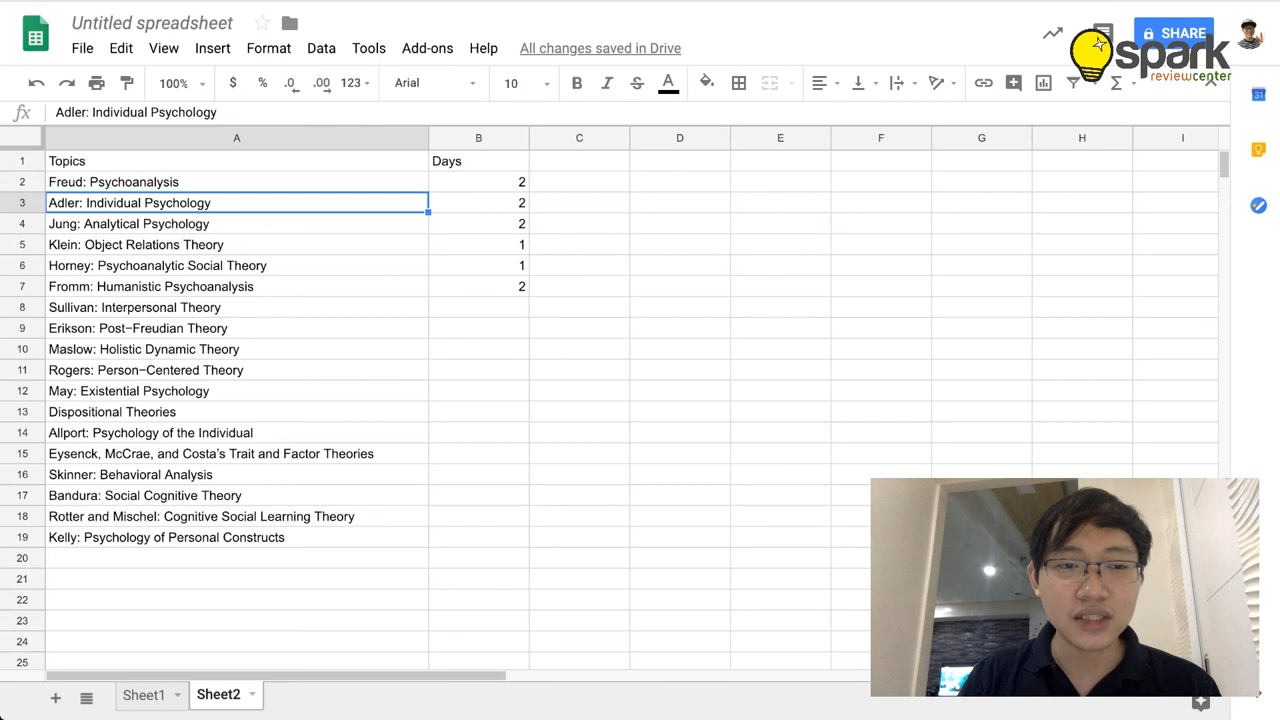 Untitled spreadsheet
File Edit View Insert Format Data Tools Add-ons Help All changes saved in Drive
SHARE
spark
reviewcenter
100% $ % .0 .00 123 Arial 10 B I S A Σ
31
fx Adler: Individual Psychology
A B C D E F G H I
1 Topics Days
2 Freud: Psychoanalysis 2
3 Adler: Individual Psychology 2
4 Jung: Analytical Psychology 2
5 Klein: Object Relations Theory 1
6 Horney: Psychoanalytic Social Theory 1
7 Fromm: Humanistic Psychoanalysis 2
8 Sullivan: Interpersonal Theory
9 Erikson: Post−Freudian Theory
10 Maslow: Holistic Dynamic Theory
11 Rogers: Person−Centered Theory
12 May: Existential Psychology
13 Dispositional Theories
14 Allport: Psychology of the Individual
15 Eysenck, McCrae, and Costa's Trait and Factor Theories
16 Skinner: Behavioral Analysis
17 Bandura: Social Cognitive Theory
18 Rotter and Mischel: Cognitive Social Learning Theory
19 Kelly: Psychology of Personal Constructs
20
21
22
23
24
25
Sheet1 Sheet2